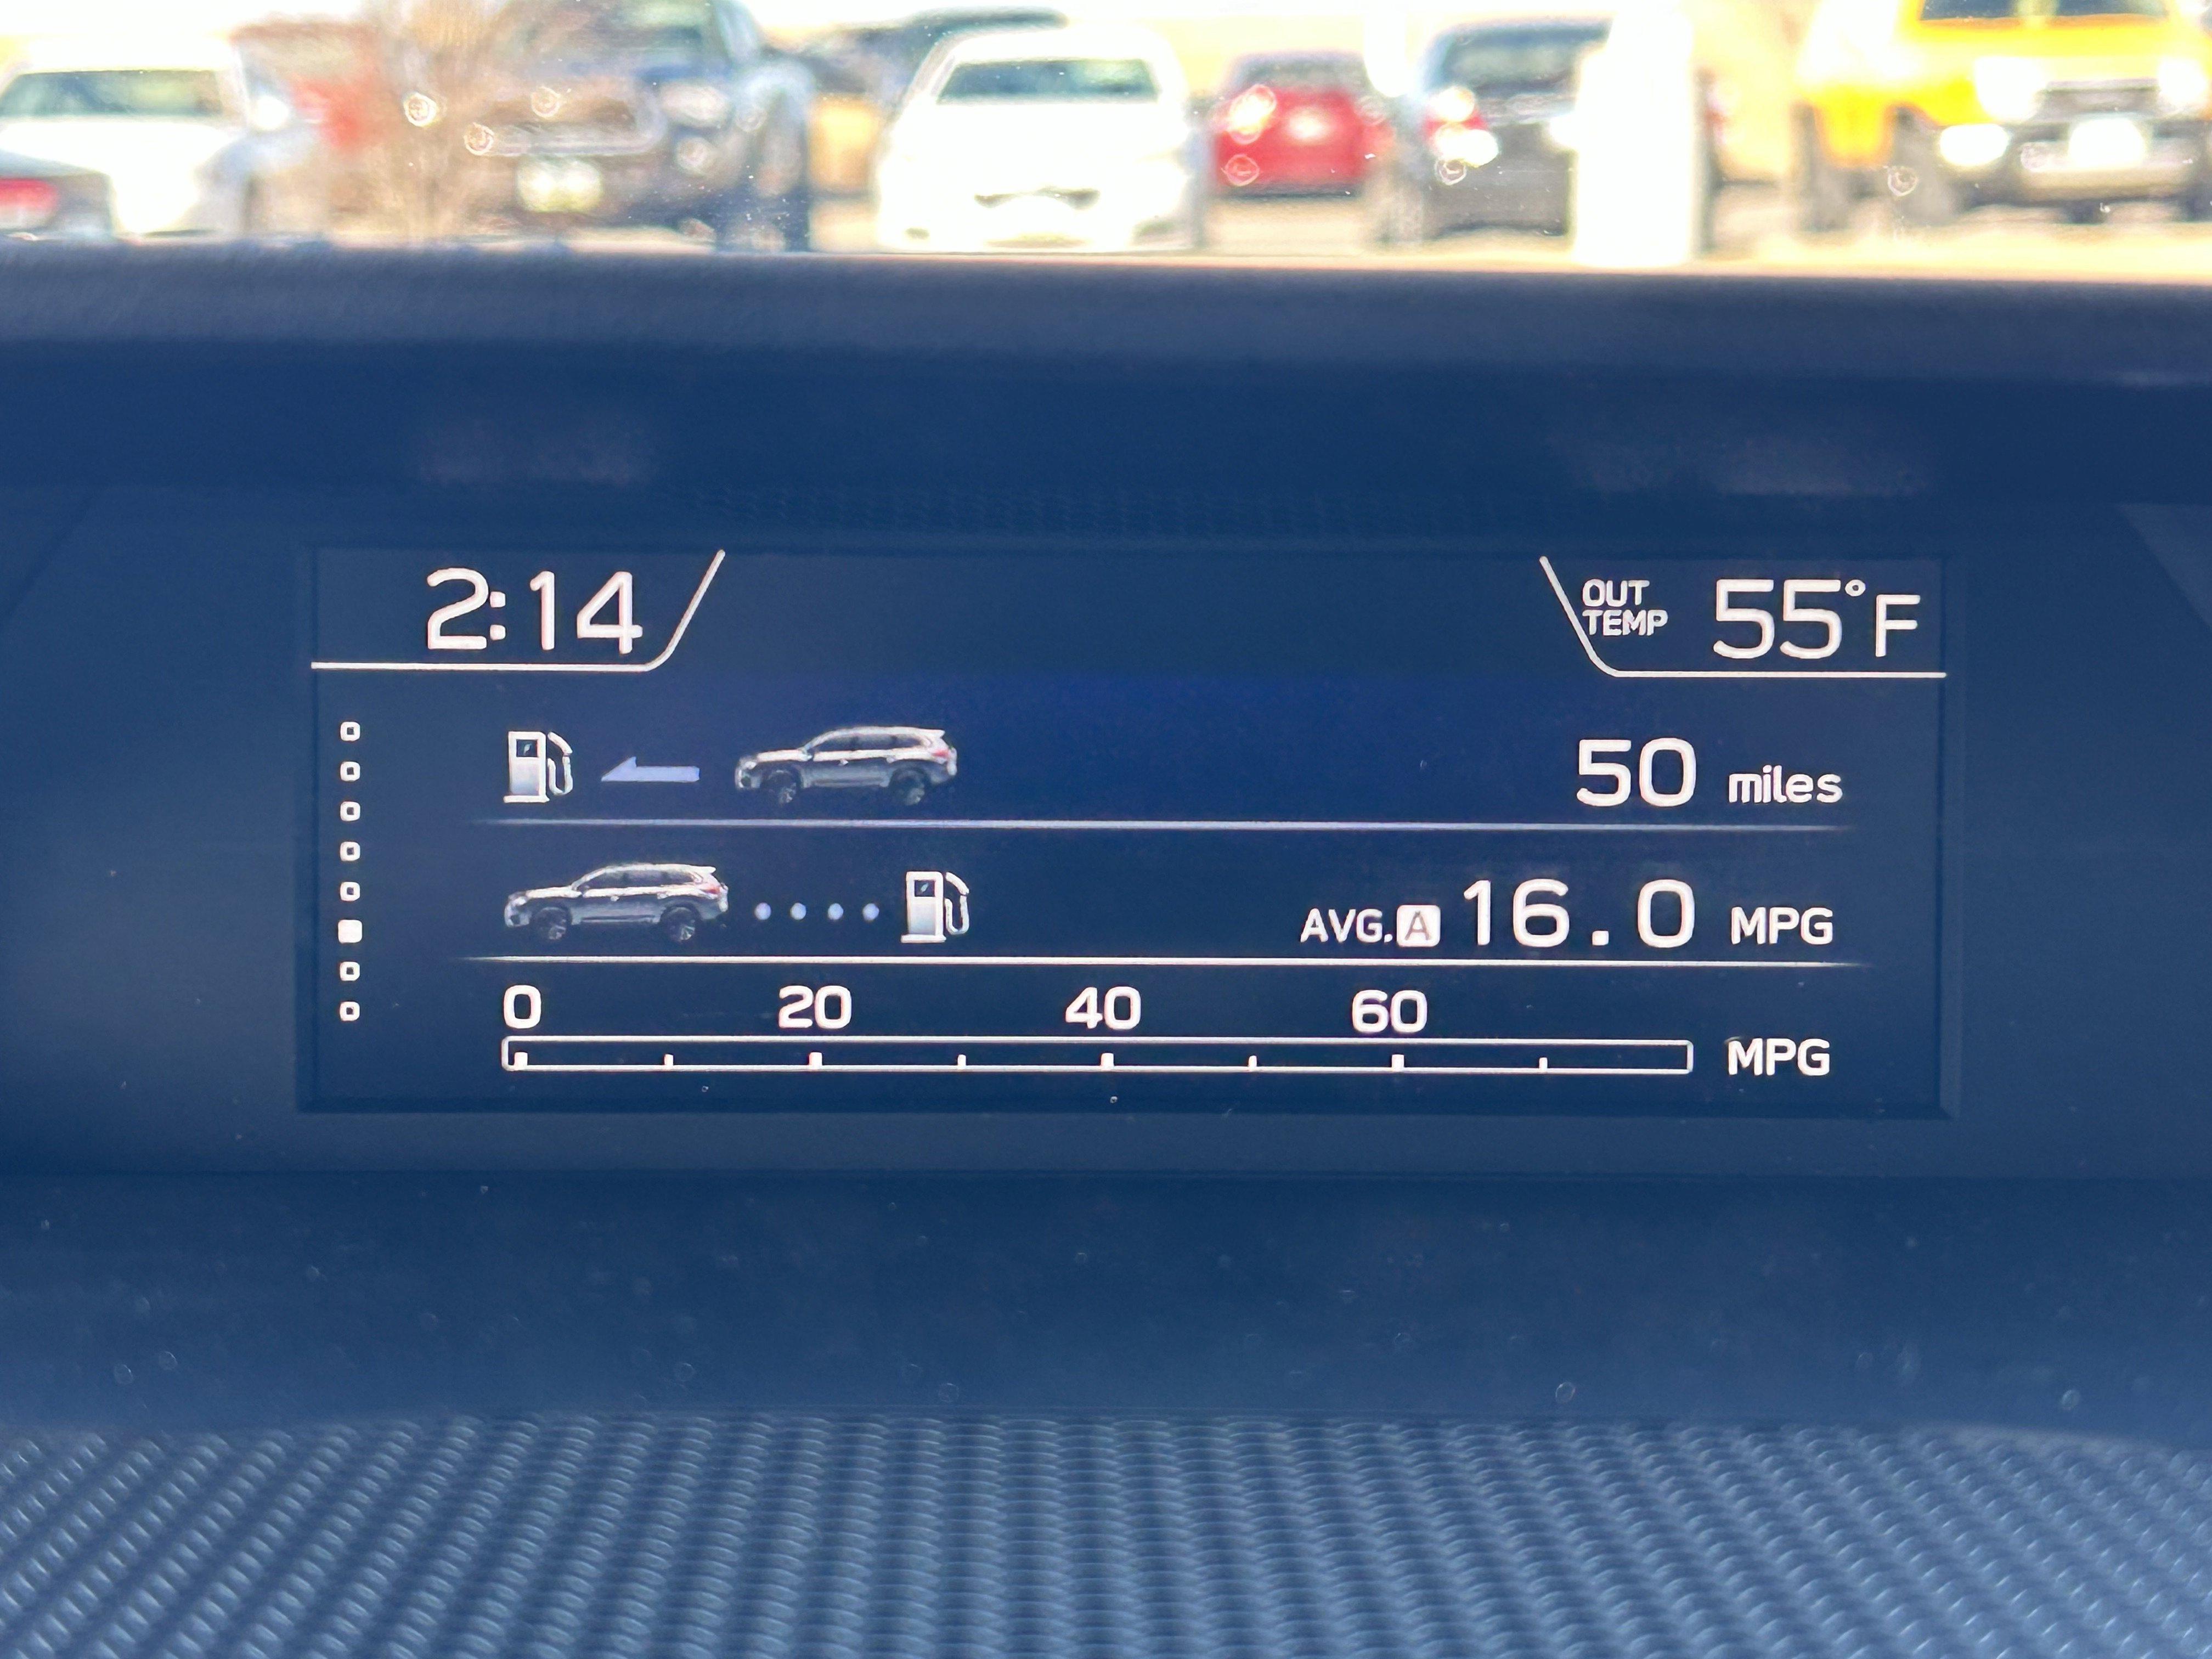 2:14
OUT TEMP 55°F
50 miles
AVG. A 16.0 MPG
0 20 40 60
MPG